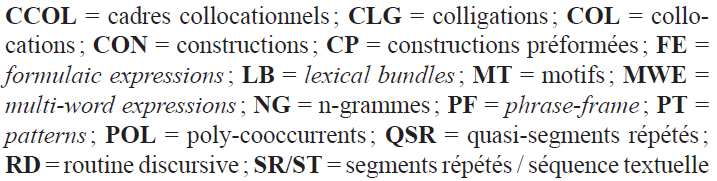 CCOL = cadres collocationnels ; CLG = colligations ; COL = collo-
cations ; CON = constructions ; CP = constructions préformées ; FE =
formulaic expressions ; LB = lexical bundles ; MT = motifs ; MWE =
multi-word expressions ; NG = n-grammes ; PF = phrase-frame ; PT =
patterns ; POL = poly-cooccurrents ; QSR = quasi-segments répétés ;
RD = routine discursive ; SR/ST = segments répétés / séquence textuelle